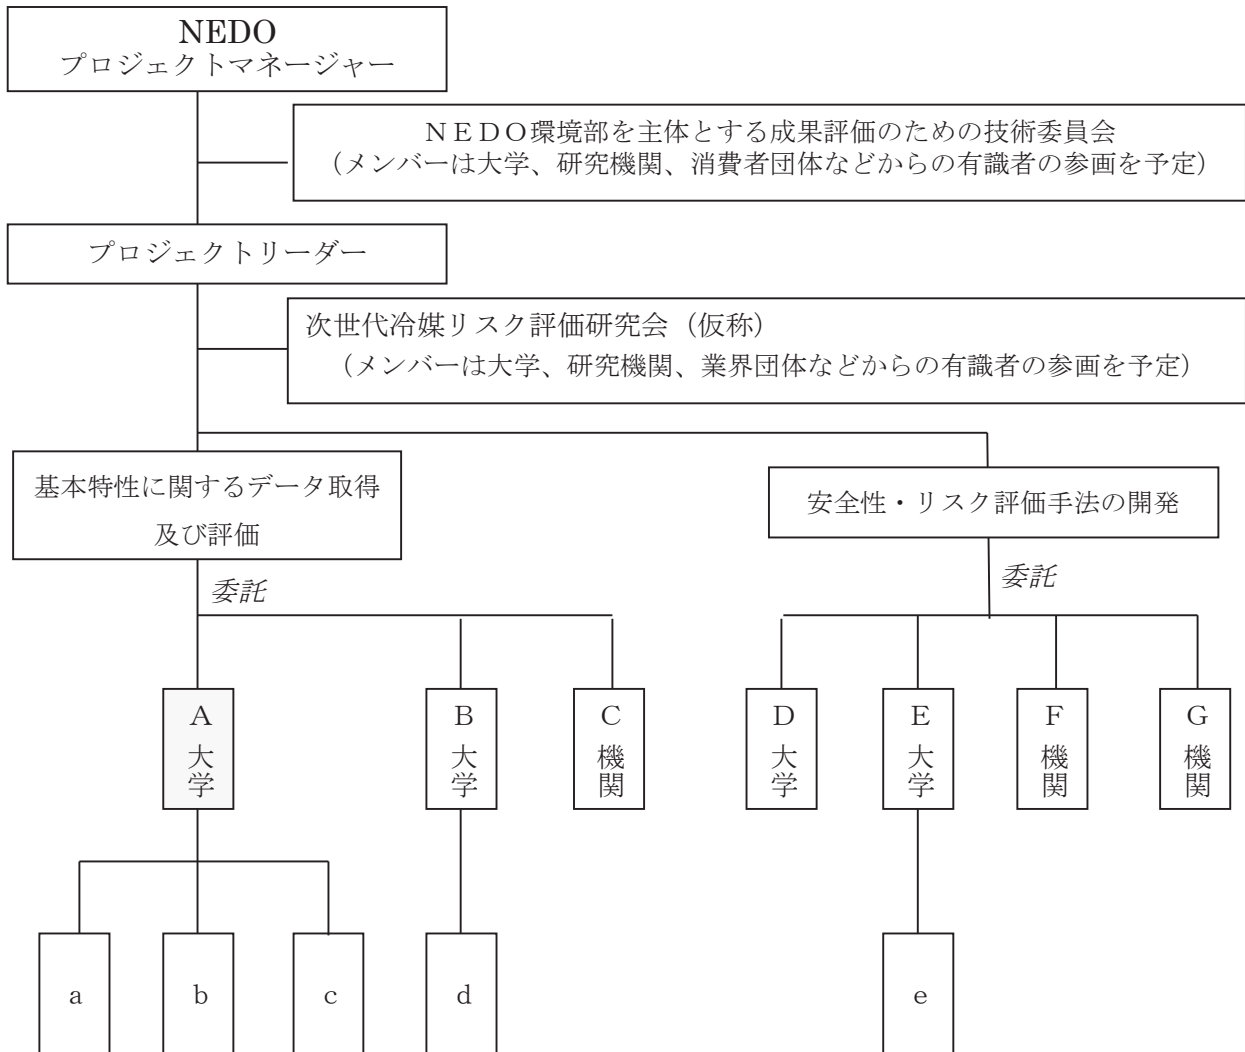 NEDO
プロジェクトマネージャー
ＮＥＤＯ環境部を主体とする成果評価のための技術委員会
（メンバーは大学、研究機関、消費者団体などからの有識者の参画を予定）
プロジェクトリーダー
次世代冷媒リスク評価研究会（仮称）
（メンバーは大学、研究機関、業界団体などからの有識者の参画を予定）
基本特性に関するデータ取得
及び評価
安全性・リスク評価手法の開発
委託
委託
Ａ大学
Ｂ大学
Ｃ機関
Ｄ大学
Ｅ大学
Ｆ機関
Ｇ機関
a
b
c
d
e